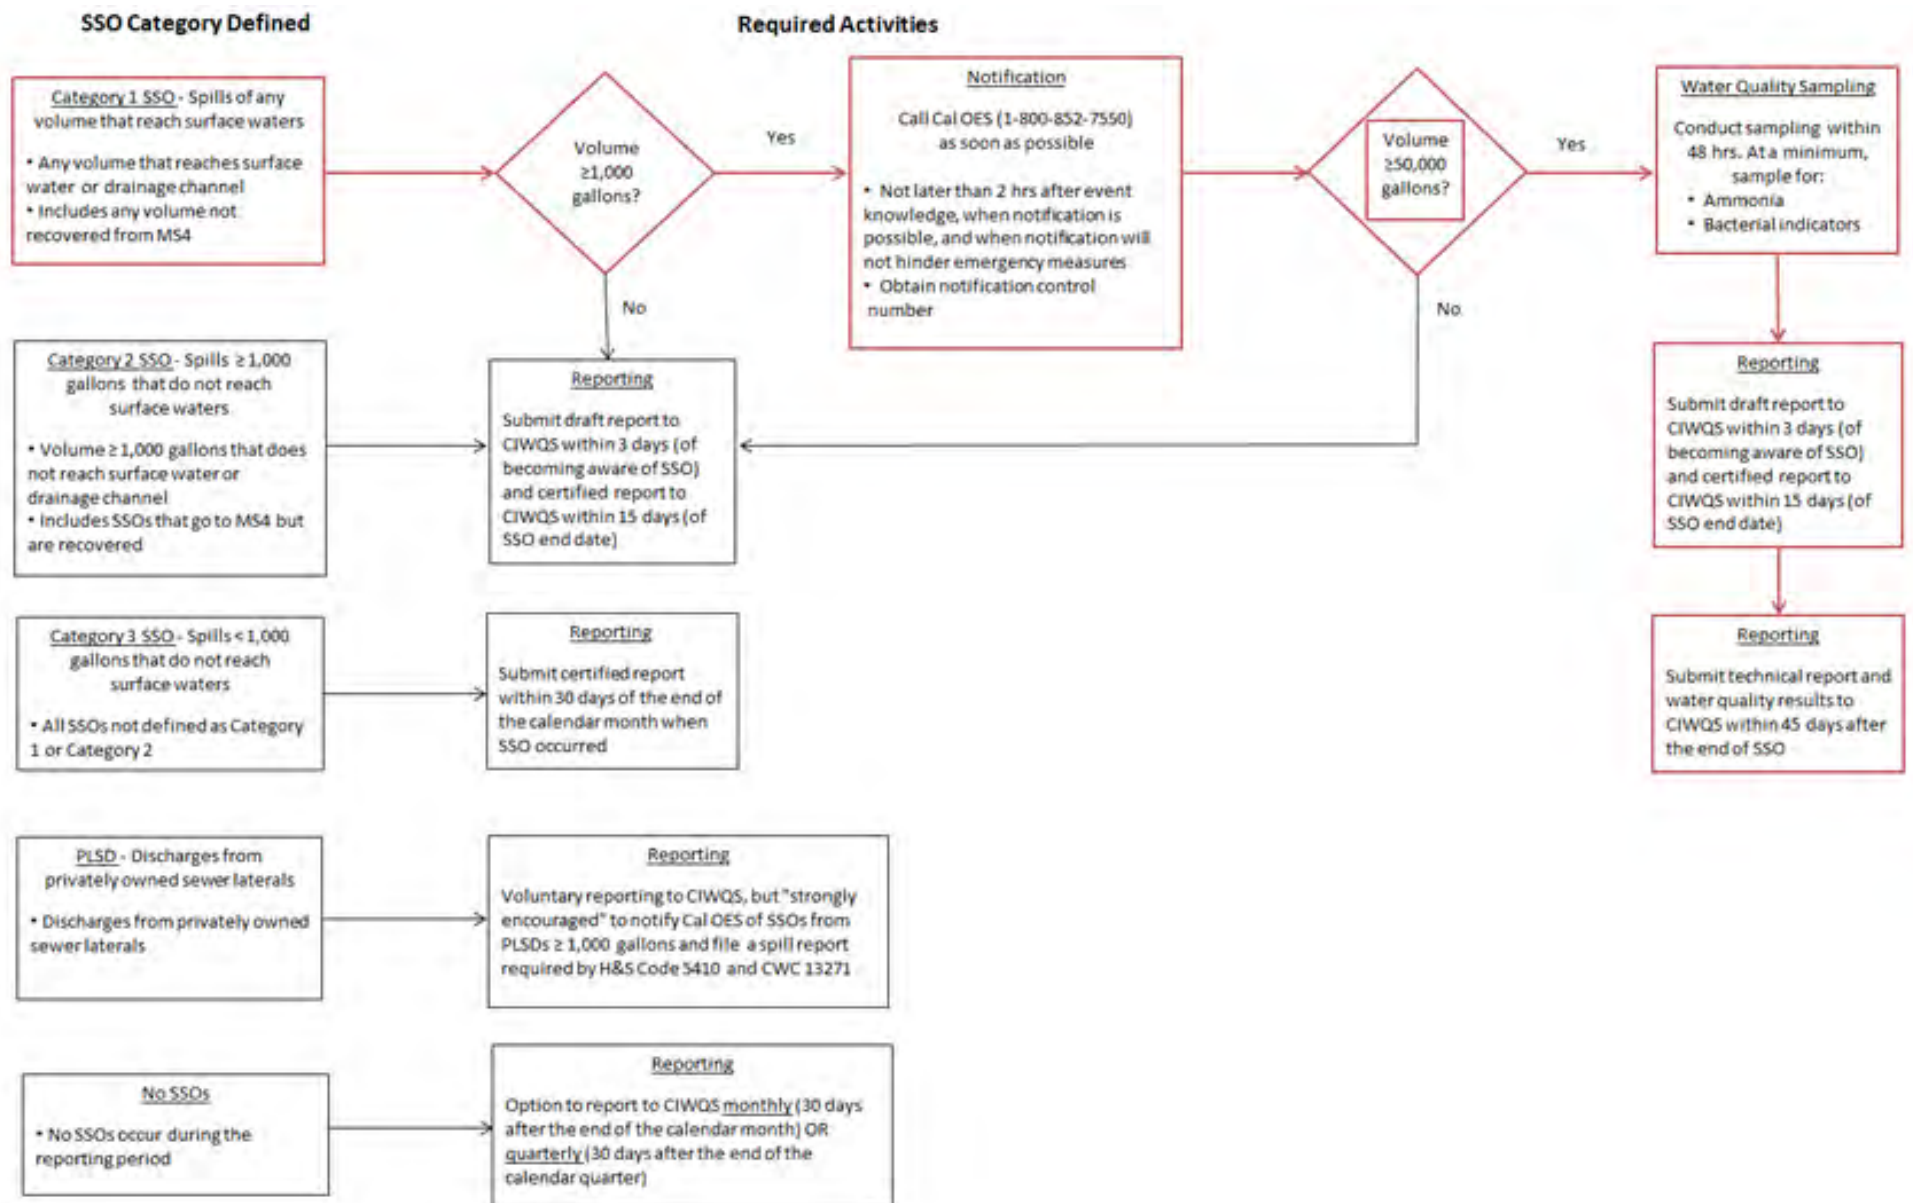 SSO Category Defined
Required Activities
Category 1 SSO - Spills of any
volume that reach surface waters
• Any volume that reaches surface
water or drainage channel
• Includes any volume not
recovered from MS4
Volume
≥1,000
gallons?
Yes
No
Notification
Call Cal OES (1-800-852-7550)
as soon as possible
• Not later than 2 hrs after event
knowledge, when notification is
possible, and when notification will
not hinder emergency measures
• Obtain notification control
number
Volume
≥50,000
gallons?
Yes
No
Water Quality Sampling
Conduct sampling within
48 hrs. At a minimum,
sample for:
• Ammonia
• Bacterial indicators
Category 2 SSO - Spills ≥ 1,000
gallons that do not reach
surface waters
• Volume ≥ 1,000 gallons that does
not reach surface water or
drainage channel
• Includes SSOs that go to MS4 but
are recovered
Reporting
Submit draft report to
CIWQS within 3 days (of
becoming aware of SSO)
and certified report to
CIWQS within 15 days (of
SSO end date)
Reporting
Submit draft report to
CIWQS within 3 days (of
becoming aware of SSO)
and certified report to
CIWQS within 15 days (of
SSO end date)
Category 3 SSO - Spills < 1,000
gallons that do not reach
surface waters
• All SSOs not defined as Category
1 or Category 2
Reporting
Submit certified report
within 30 days of the end of
the calendar month when
SSO occurred
Reporting
Submit technical report and
water quality results to
CIWQS within 45 days after
the end of SSO
PLSD - Discharges from
privately owned sewer laterals
• Discharges from privately owned
sewer laterals
Reporting
Voluntary reporting to CIWQS, but "strongly
encouraged" to notify Cal OES of SSOs from
PLSDs ≥ 1,000 gallons and file a spill report
required by H&S Code 5410 and CWC 13271
No SSOs
• No SSOs occur during the
reporting period
Reporting
Option to report to CIWQS monthly (30 days
after the end of the calendar month) OR
quarterly (30 days after the end of the
calendar quarter)